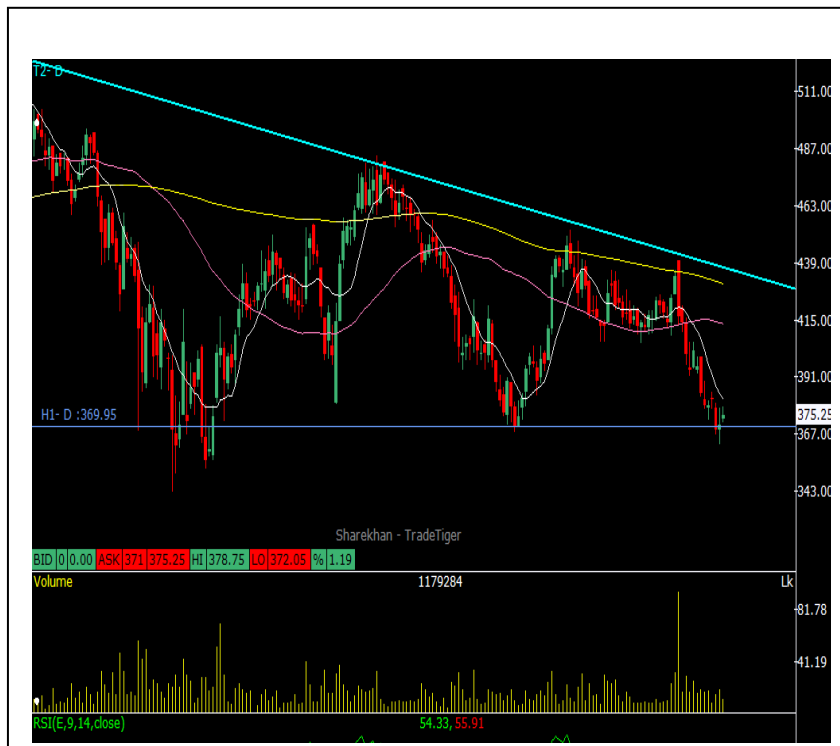 T2- D
511.00
487.00
463.00
439.00
415.00
391.00
H1- D :369.95
375.25
367.00
343.00
Sharekhan - TradeTiger
BID 0 0.00 ASK 371 375.25 HI 378.75 LO 372.05 % 1.19
Volume 1179284 Lk
81.78
41.19
RSI(E,9,14,close) 54.33, 55.91